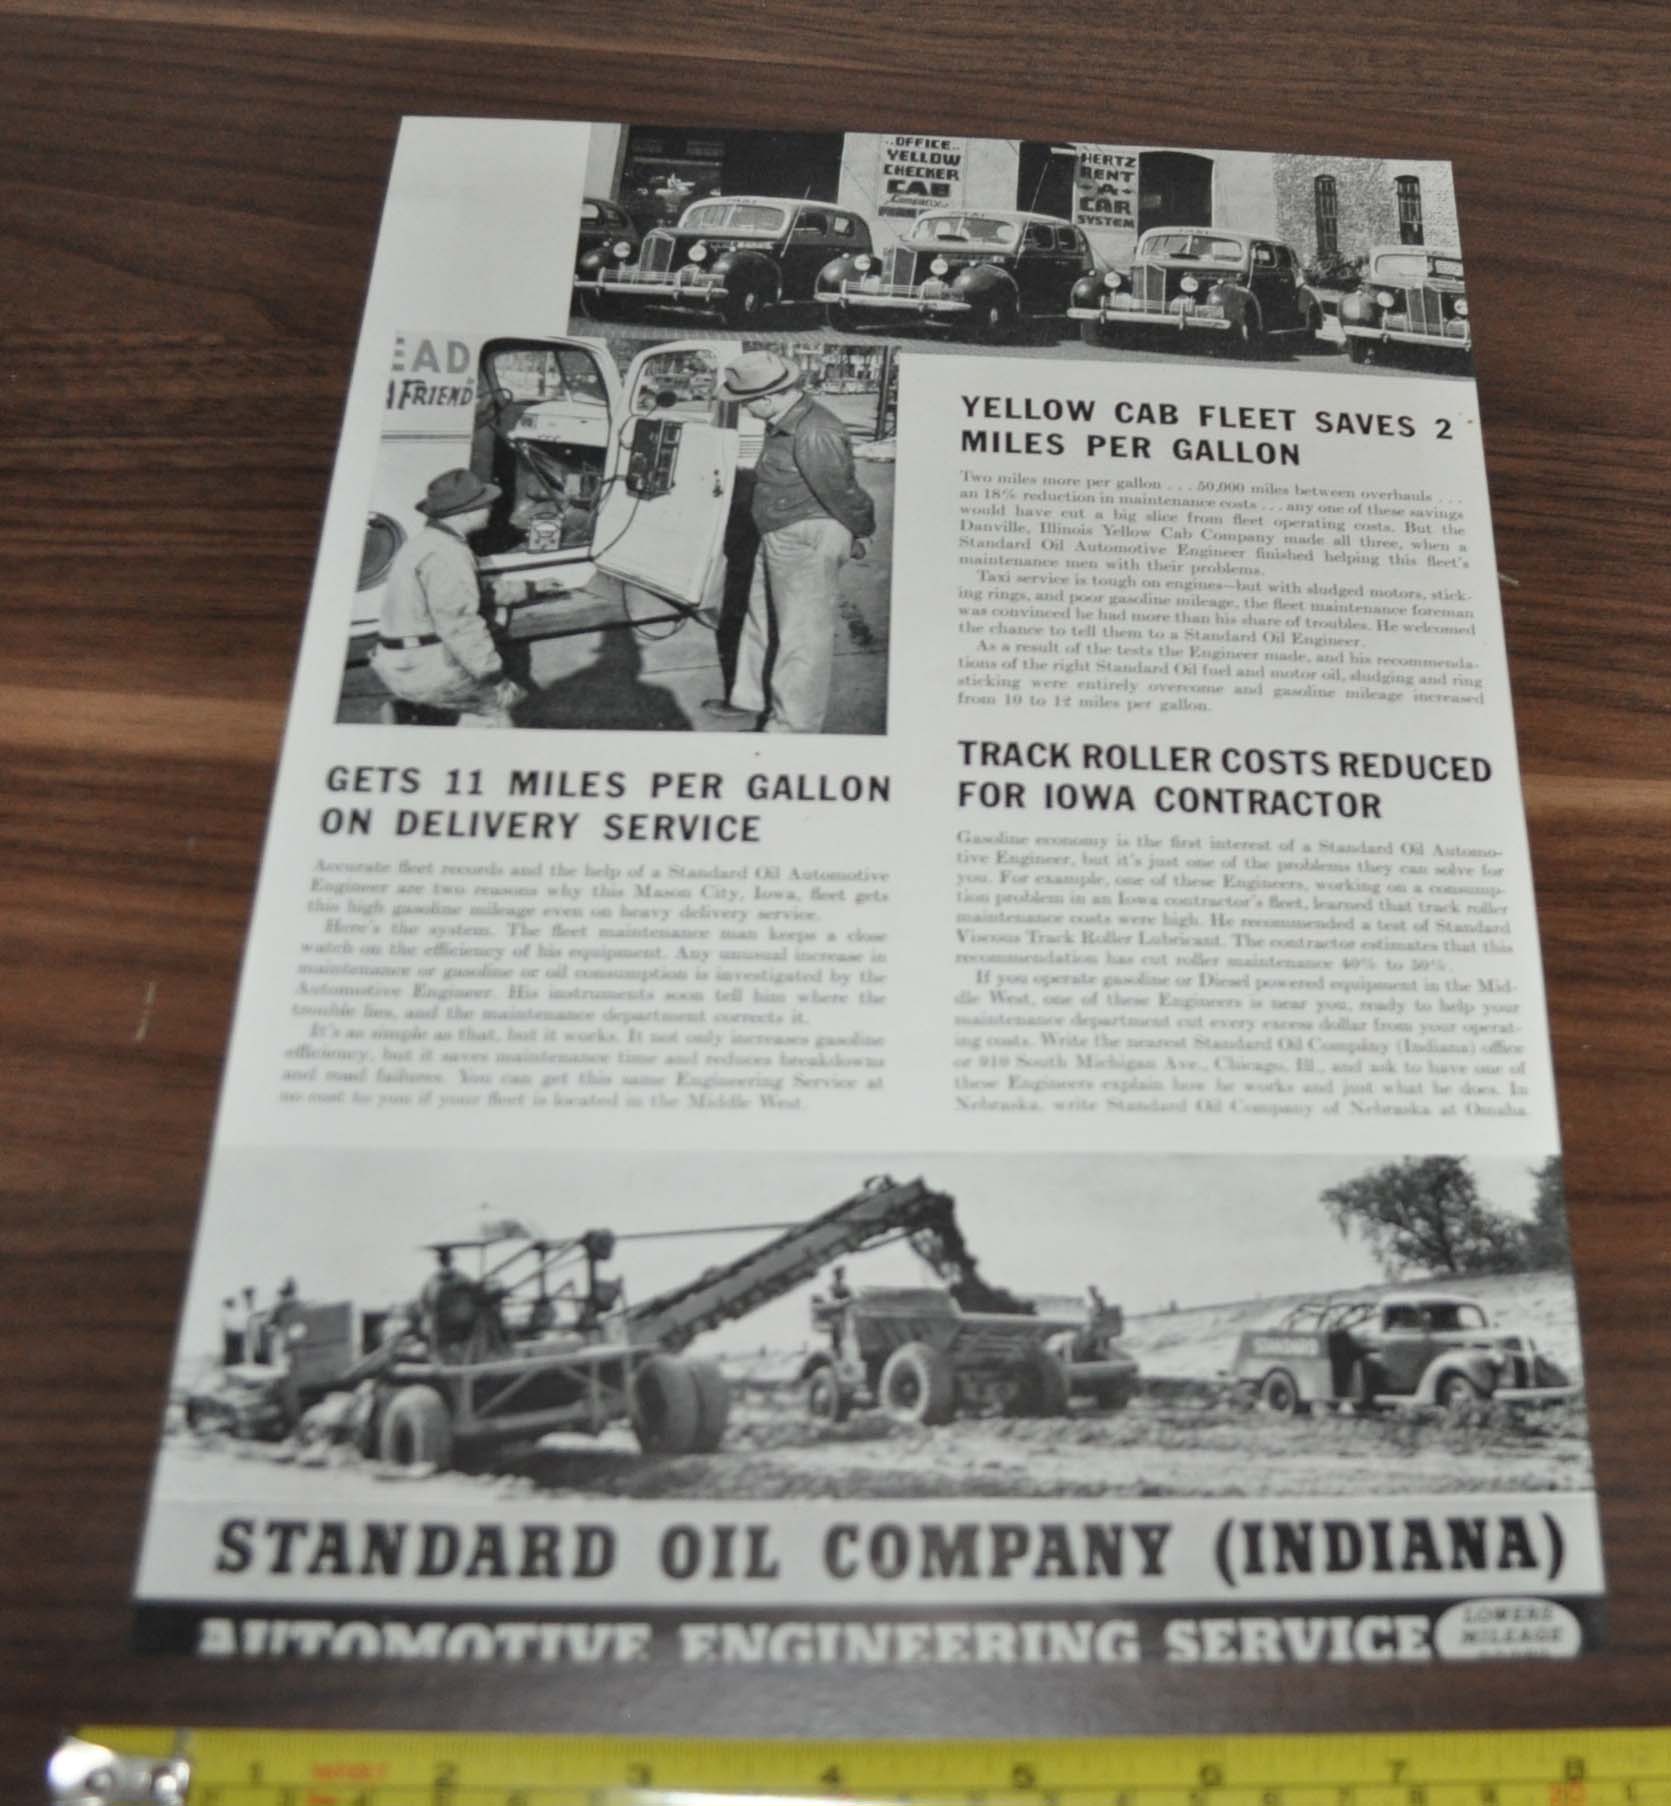 ..OFFICE..
YELLOW
CHECKER
CAB
Company
HERTZ
RENT
-A-
CAR
SYSTEM
EAD
A FRIEND
YELLOW CAB FLEET SAVES 2
MILES PER GALLON
Two miles more per gallon . . . 50,000 miles between overhauls . . .
an 18% reduction in maintenance costs . . . any one of these savings
would have cut a big slice from fleet operating costs. But the
Danville, Illinois Yellow Cab Company made all three, when a
Standard Oil Automotive Engineer finished helping this fleet's
maintenance men with their problems.
Taxi service is tough on engines—but with sludged motors, stick-
ing rings, and poor gasoline mileage, the fleet maintenance foreman
was convinced he had more than his share of troubles. He welcomed
the chance to tell them to a Standard Oil Engineer.
As a result of the tests the Engineer made, and his recommenda-
tions of the right Standard Oil fuel and motor oil, sludging and ring
sticking were entirely overcome and gasoline mileage increased
from 10 to 12 miles per gallon.
GETS 11 MILES PER GALLON
ON DELIVERY SERVICE
Accurate fleet records and the help of a Standard Oil Automotive
Engineer are two reasons why this Mason City, Iowa, fleet gets
this high gasoline mileage even on heavy delivery service.
Here's the system. The fleet maintenance man keeps a close
watch on the efficiency of his equipment. Any unusual increase in
maintenance or gasoline or oil consumption is investigated by the
Automotive Engineer. His instruments soon tell him where the
trouble lies, and the maintenance department corrects it.
It's as simple as that, but it works. It not only increases gasoline
efficiency, but it saves maintenance time and reduces breakdowns
and road failures. You can get this same Engineering Service at
no cost to you if your fleet is located in the Middle West.
TRACK ROLLER COSTS REDUCED
FOR IOWA CONTRACTOR
Gasoline economy is the first interest of a Standard Oil Automo-
tive Engineer, but it's just one of the problems they can solve for
you. For example, one of these Engineers, working on a consump-
tion problem in an Iowa contractor's fleet, learned that track roller
maintenance costs were high. He recommended a test of Standard
Viscous Track Roller Lubricant. The contractor estimates that this
recommendation has cut roller maintenance 40% to 50%.
If you operate gasoline or Diesel powered equipment in the Mid-
dle West, one of these Engineers is near you, ready to help your
maintenance department cut every excess dollar from your operat-
ing costs. Write the nearest Standard Oil Company (Indiana) office
or 910 South Michigan Ave., Chicago, Ill., and ask to have one of
these Engineers explain how he works and just what he does. In
Nebraska, write Standard Oil Company of Nebraska at Omaha.
STANDARD OIL COMPANY (INDIANA)
AUTOMOTIVE ENGINEERING SERVICE
LOWERS
MILEAGE
1 2 3 4 5 6 7 8